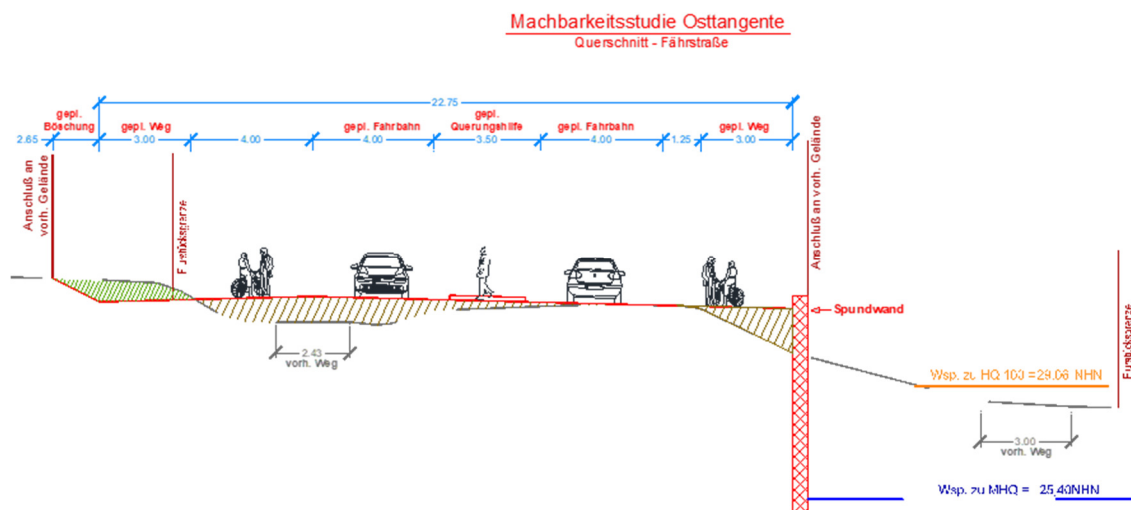 Machbarkeitsstudie Osttangente
Querschnitt - Fährstraße
22.75
gepl.
Böschung
gepl. Weg
gepl. Fahrbahn
gepl.
Querungshilfe
gepl. Fahrbahn
gepl. Weg
2.65
3.00
4.00
4.00
3.50
4.00
1.25
3.00
Anschluß an
vorh. Gelände
Anschluß an vorh. Gelände
Spundwand
2.43
vorh. Weg
Wsp. zu HQ 100 =29.06 NHN
3.00
vorh. Weg
Wsp. zu MHQ = 25,40NHN